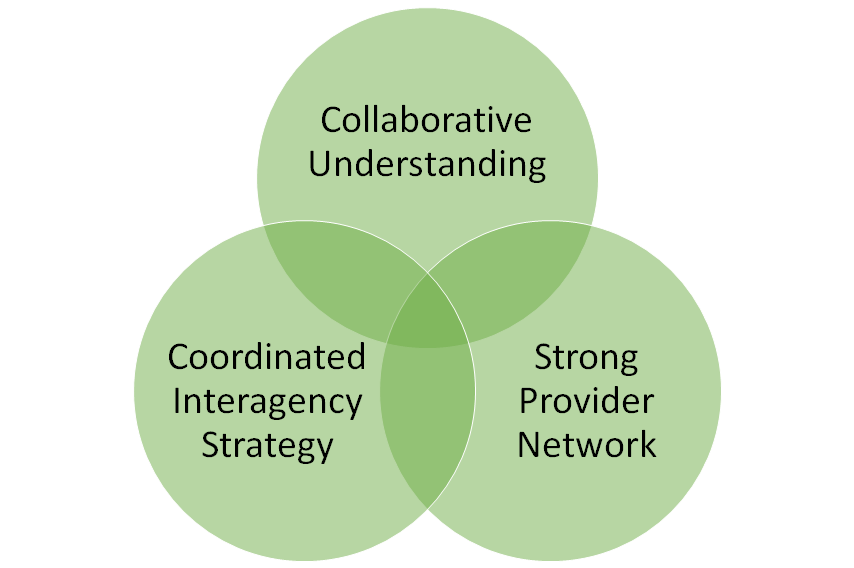 Collaborative
Understanding
Coordinated
Interagency
Strategy
Strong
Provider
Network